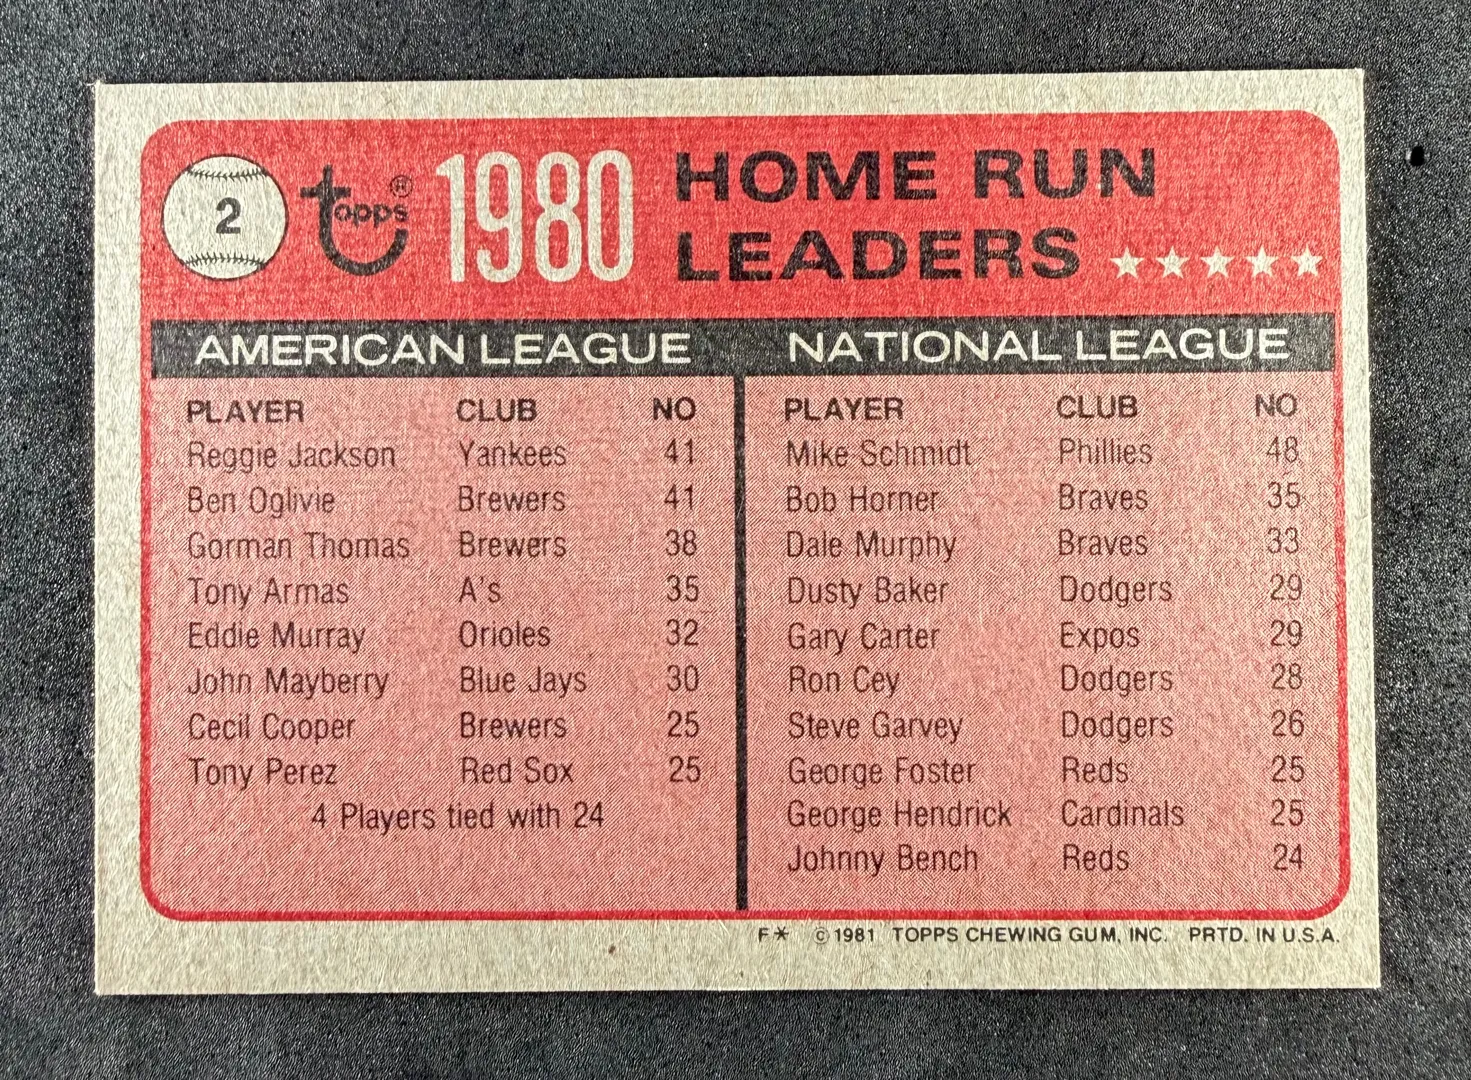 2 Topps® 1980 HOME RUN
LEADERS ★★★★★
AMERICAN LEAGUE
PLAYER CLUB NO
Reggie Jackson Yankees 41
Ben Oglivie Brewers 41
Gorman Thomas Brewers 38
Tony Armas A's 35
Eddie Murray Orioles 32
John Mayberry Blue Jays 30
Cecil Cooper Brewers 25
Tony Perez Red Sox 25
4 Players tied with 24
NATIONAL LEAGUE
PLAYER CLUB NO
Mike Schmidt Phillies 48
Bob Horner Braves 35
Dale Murphy Braves 33
Dusty Baker Dodgers 29
Gary Carter Expos 29
Ron Cey Dodgers 28
Steve Garvey Dodgers 26
George Foster Reds 25
George Hendrick Cardinals 25
Johnny Bench Reds 24
F* © 1981 TOPPS CHEWING GUM, INC. PRTD. IN U.S.A.